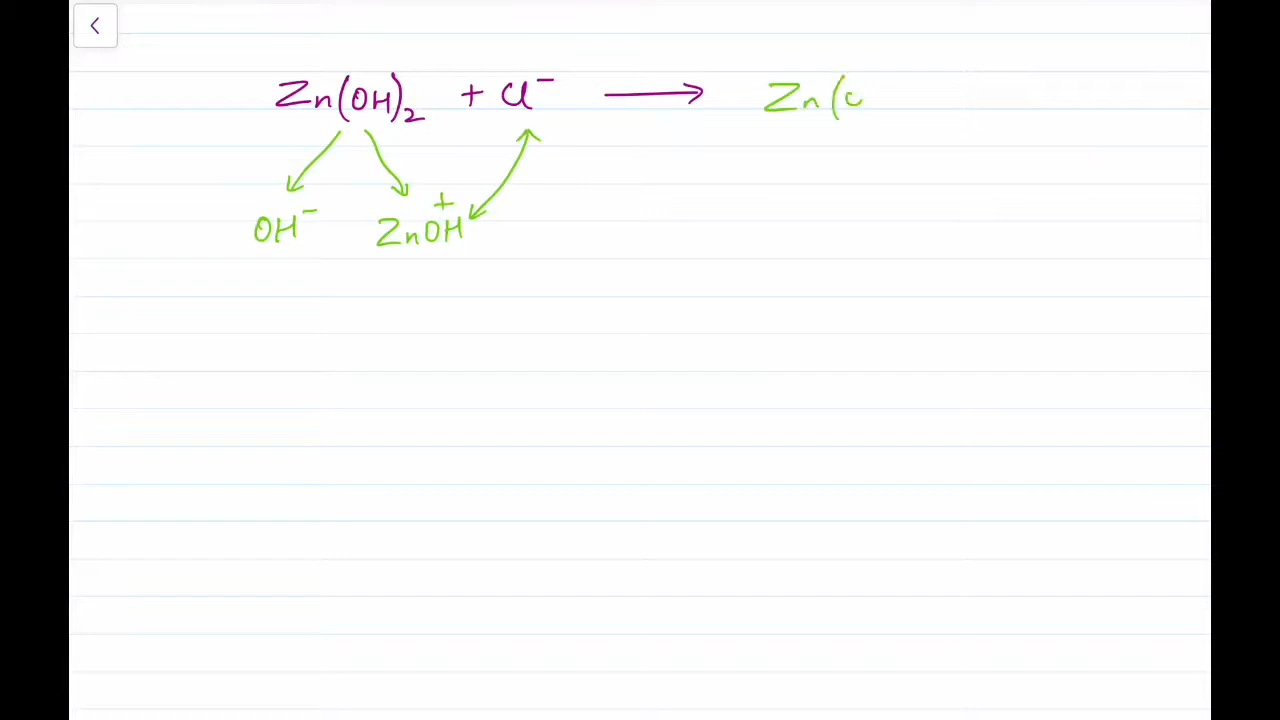 Zn(OH)₂ + Cl⁻ → Zn(O
OH⁻ ZnOH⁺